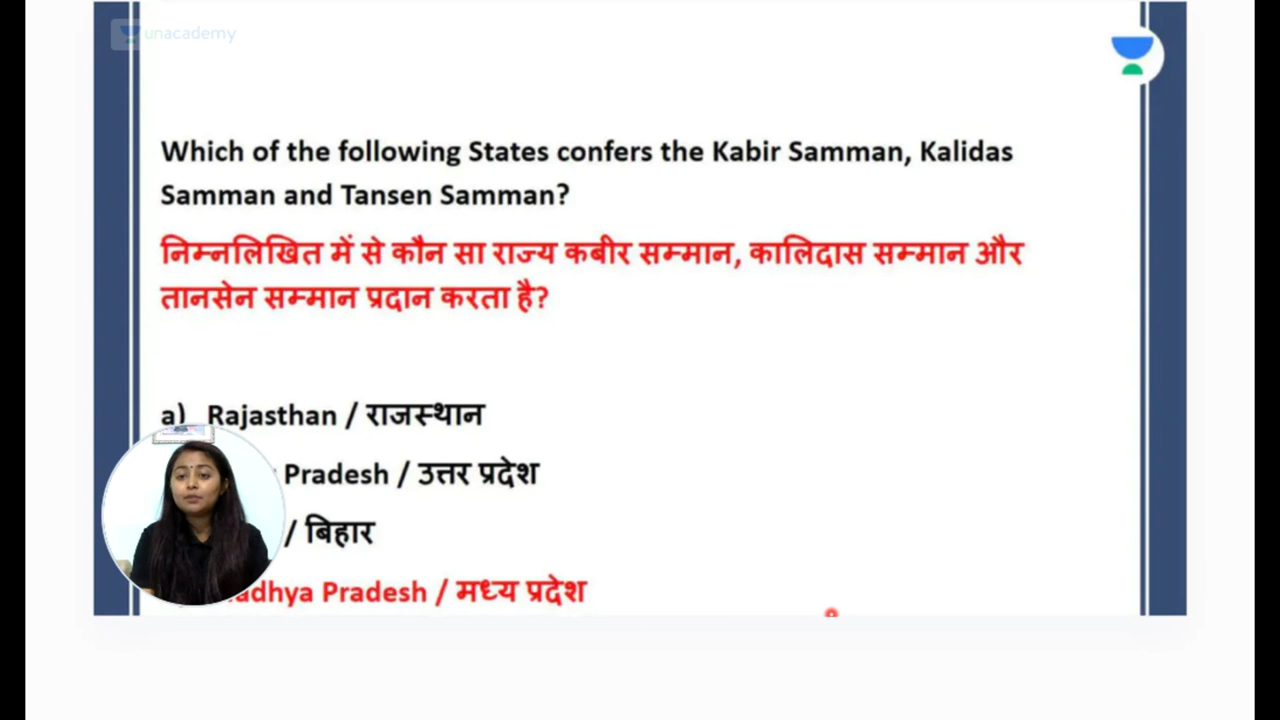 unacademy
Which of the following States confers the Kabir Samman, Kalidas
Samman and Tansen Samman?
निम्नलिखित में से कौन सा राज्य कबीर सम्मान, कालिदास सम्मान और
तानसेन सम्मान प्रदान करता है?
a) Rajasthan / राजस्थान
Pradesh / उत्तर प्रदेश
/ बिहार
Pradesh / मध्य प्रदेश